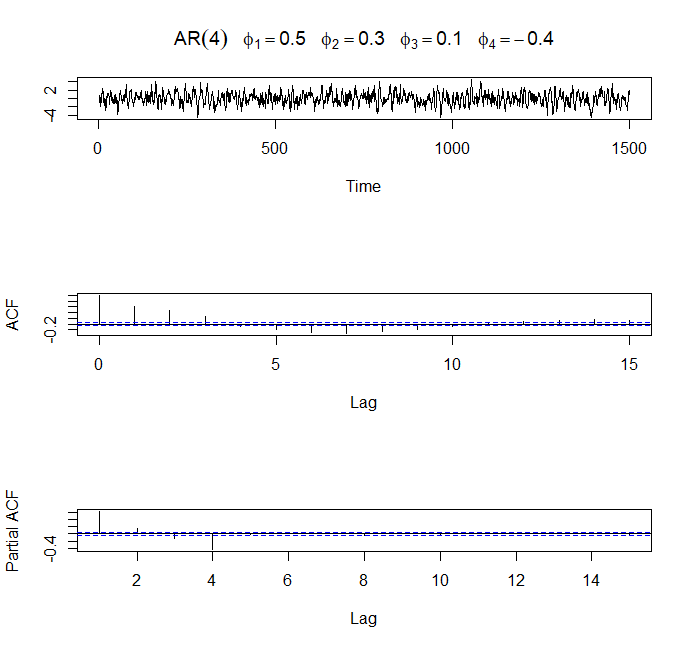 AR(4) ϕ1 = 0.5 ϕ2 = 0.3 ϕ3 = 0.1 ϕ4 = − 0.4
2
-4
0 500 1000 1500
Time
ACF
-0.2
0 5 10 15
Lag
Partial ACF
-0.4
2 4 6 8 10 12 14
Lag